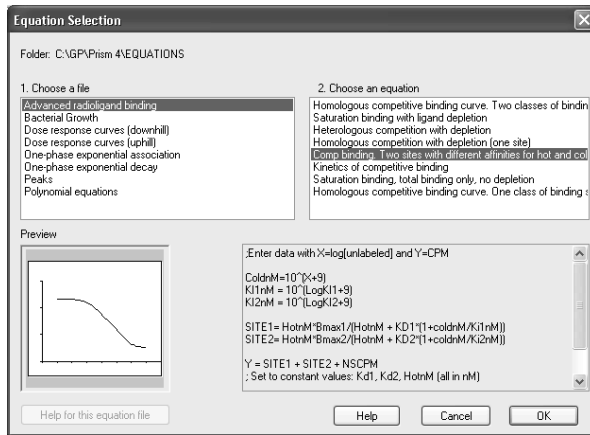 Equation Selection
Folder: C:\GP\Prism 4\EQUATIONS
1. Choose a file
Advanced radioligand binding
Bacterial Growth
Dose response curves (downhill)
Dose response curves (uphill)
One-phase exponential association
One-phase exponential decay
Peaks
Polynomial equations
2. Choose an equation
Homologous competitive binding curve. Two classes of bindin
Saturation binding with ligand depletion
Heterologous competition with depletion
Homologous competitive binding with depletion (one site)
Comp binding. Two sites with different affinities for hot and col
Kinetics of competitive binding
Saturation binding, total binding only, no depletion
Homologous competitive binding curve. One class of binding s
Preview
;Enter data with X=log[unlabeled] and Y=CPM
ColdnM=10^(X+9)
KI1nM = 10^(LogKI1+9)
KI2nM = 10^(LogKI2+9)
SITE1= HotnM*Bmax1/(HotnM + KD1*(1+coldnM/Ki1nM))
SITE2= HotnM*Bmax2/(HotnM + KD2*(1+coldnM/Ki2nM))
Y = SITE1 + SITE2 + NSCPM
; Set to constant values: Kd1, Kd2, HotnM (all in nM)
Help for this equation file
Help
Cancel
OK